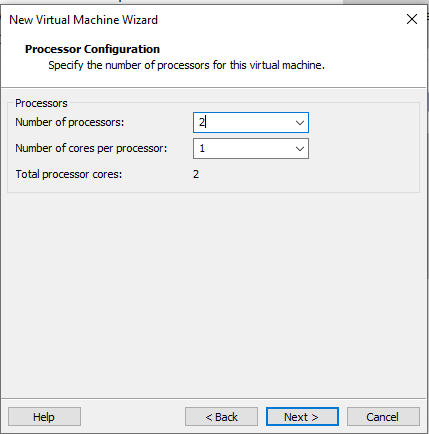 New Virtual Machine Wizard
Processor Configuration
Specify the number of processors for this virtual machine.
Processors
Number of processors: 2
Number of cores per processor: 1
Total processor cores: 2
Help < Back Next > Cancel